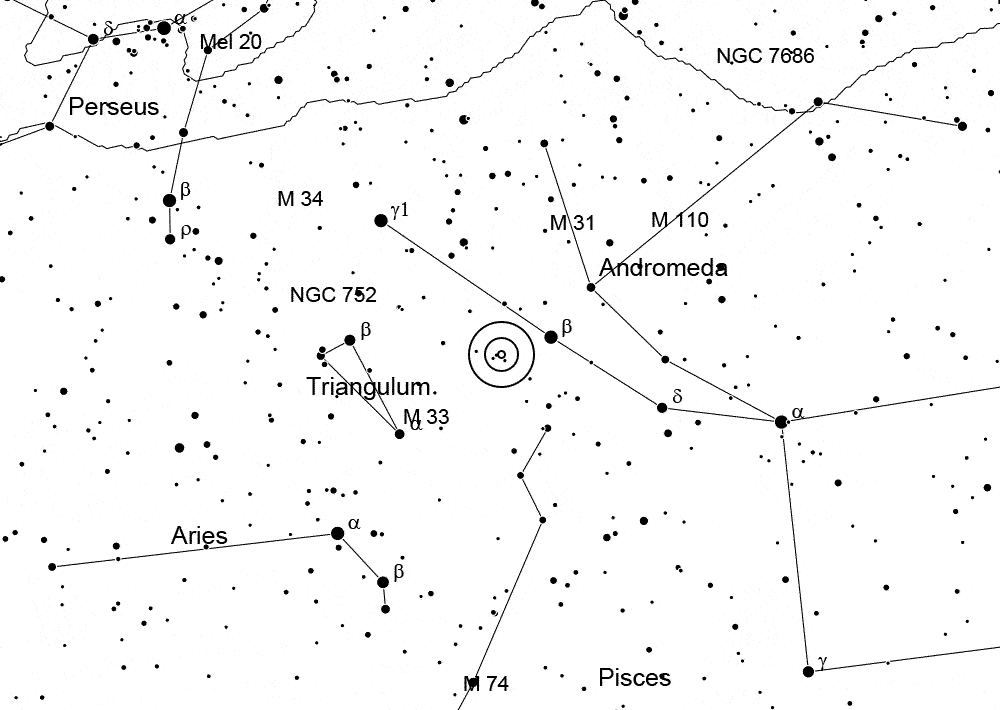 δ
α
Mel 20
NGC 7686
Perseus
β
M 34
γ1
M 31
M 110
ρ
Andromeda
NGC 752
β
β
Triangulum
δ
α
M 33
α
Aries
α
β
γ
M 74
Pisces